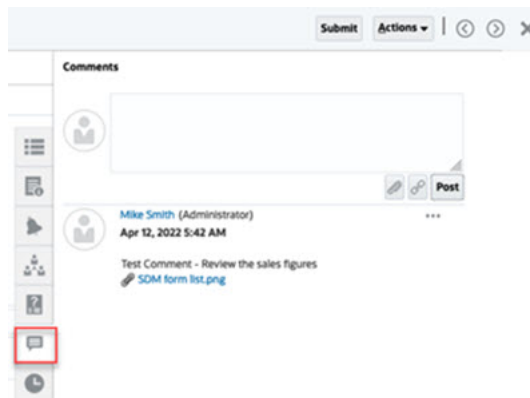 Submit Actions
Comments
Post
Mike Smith (Administrator)
Apr 12, 2022 5:42 AM
Test Comment - Review the sales figures
SDM form list.png